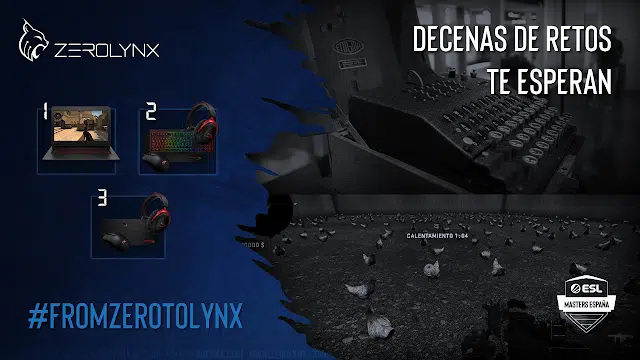 ZEROLYNX
DECENAS DE RETOS
TE ESPERAN
1
2
3
CALENTAMIENTO 1:04
#FROMZEROTOLYNX
ESL
MASTERS ESPAÑA